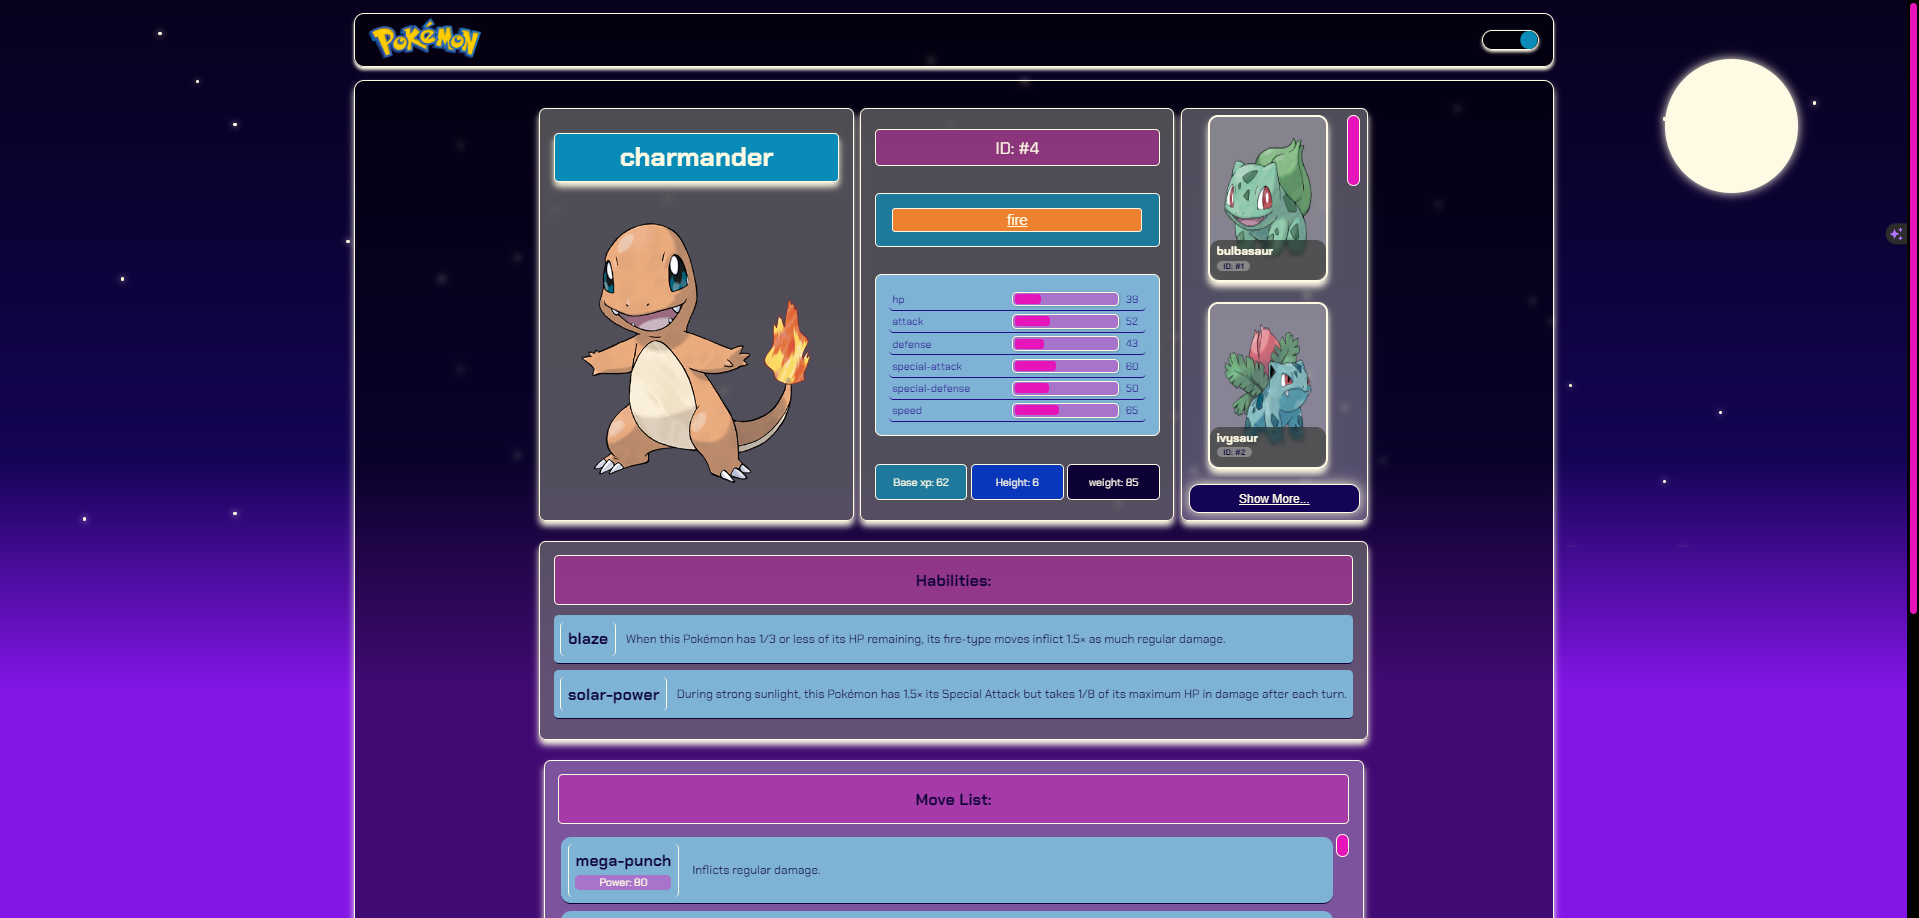 POKéMON
charmander
ID: #4
fire
hp 39
attack 52
defense 43
special-attack 60
special-defense 50
speed 65
Base xp: 62
Height: 6
weight: 85
bulbasaur
ID: #1
ivysaur
ID: #2
Show More...
Habilities:
blaze
When this Pokémon has 1/3 or less of its HP remaining, its fire-type moves inflict 1.5× as much regular damage.
solar-power
During strong sunlight, this Pokémon has 1.5× its Special Attack but takes 1/8 of its maximum HP in damage after each turn.
Move List:
mega-punch
Power: 80
Inflicts regular damage.